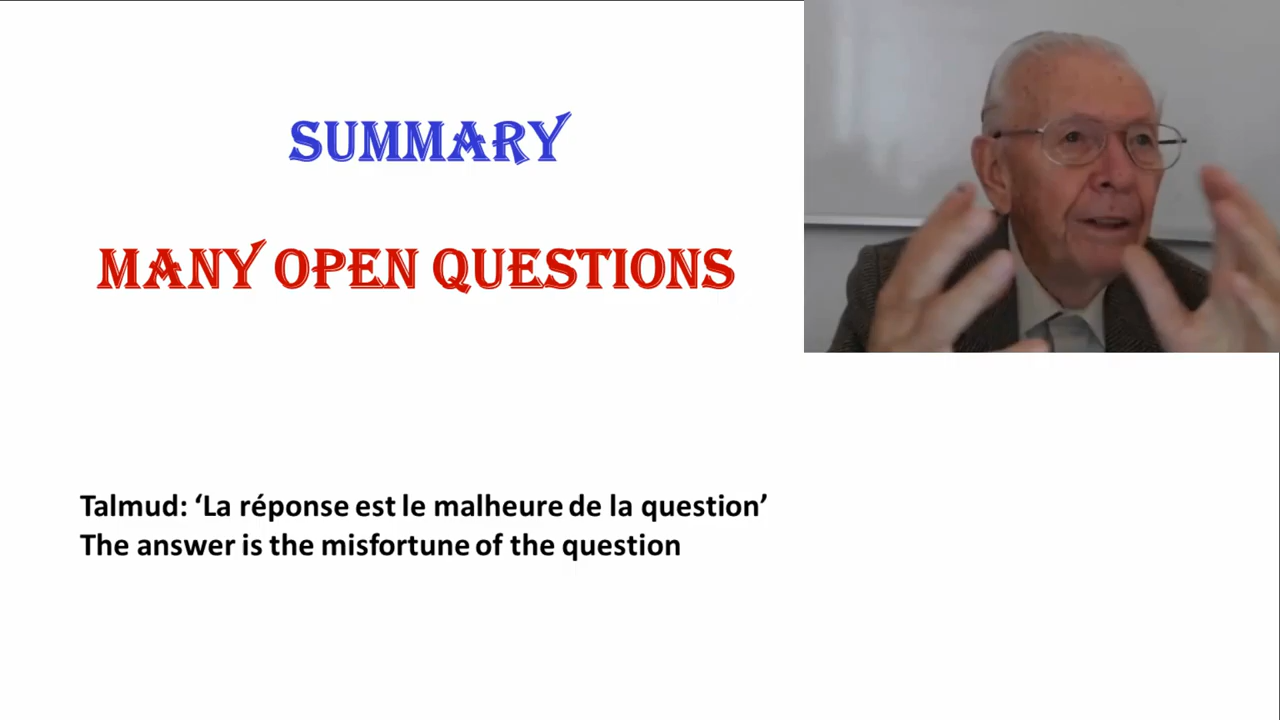 SUMMARY
MANY OPEN QUESTIONS
Talmud: ‘La réponse est le malheure de la question’
The answer is the misfortune of the question